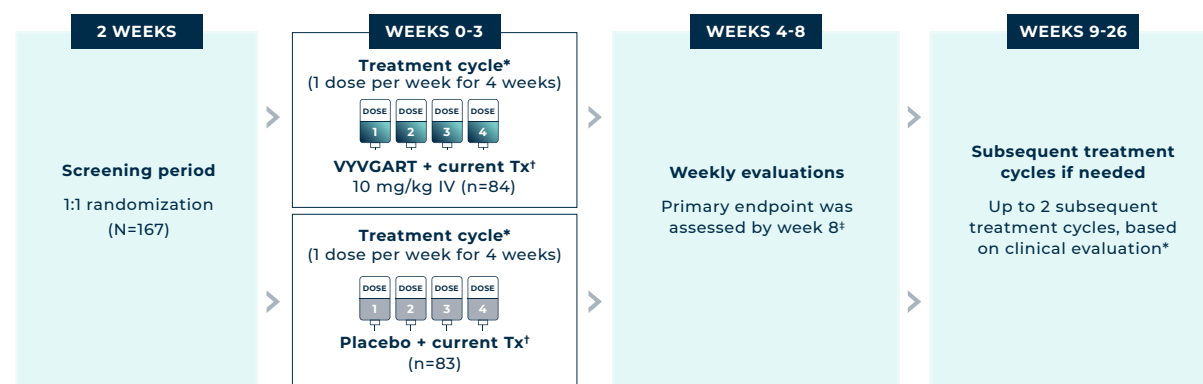 2 WEEKS
Screening period
1:1 randomization
(N=167)
WEEKS 0-3
Treatment cycle*
(1 dose per week for 4 weeks)
DOSE DOSE DOSE DOSE
1 2 3 4
VYVGART + current Tx†
10 mg/kg IV (n=84)
Treatment cycle*
(1 dose per week for 4 weeks)
DOSE DOSE DOSE DOSE
1 2 3 4
Placebo + current Tx†
(n=83)
WEEKS 4-8
Weekly evaluations
Primary endpoint was
assessed by week 8‡
WEEKS 9-26
Subsequent treatment
cycles if needed
Up to 2 subsequent
treatment cycles, based
on clinical evaluation*